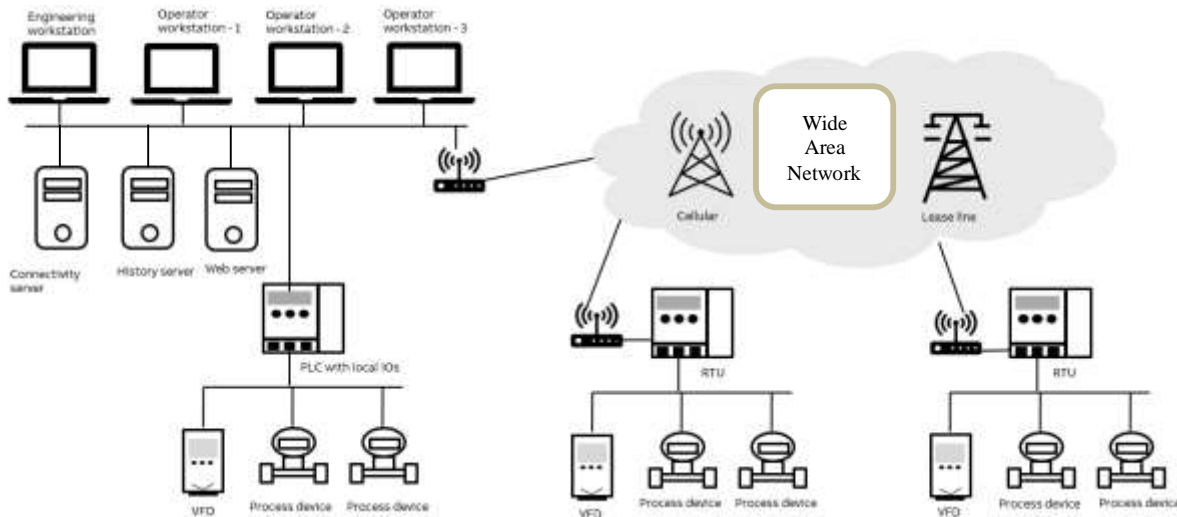 Engineering
workstation
Operator
workstation - 1
Operator
workstation - 2
Operator
workstation - 3
Wide
Area
Network
Cellular
Lease line
Connectivity
server
History server
Web server
PLC with local IOs
RTU
RTU
VFD
Process device
Process device
VFD
Process device
Process device
VFD
Process device
Process device